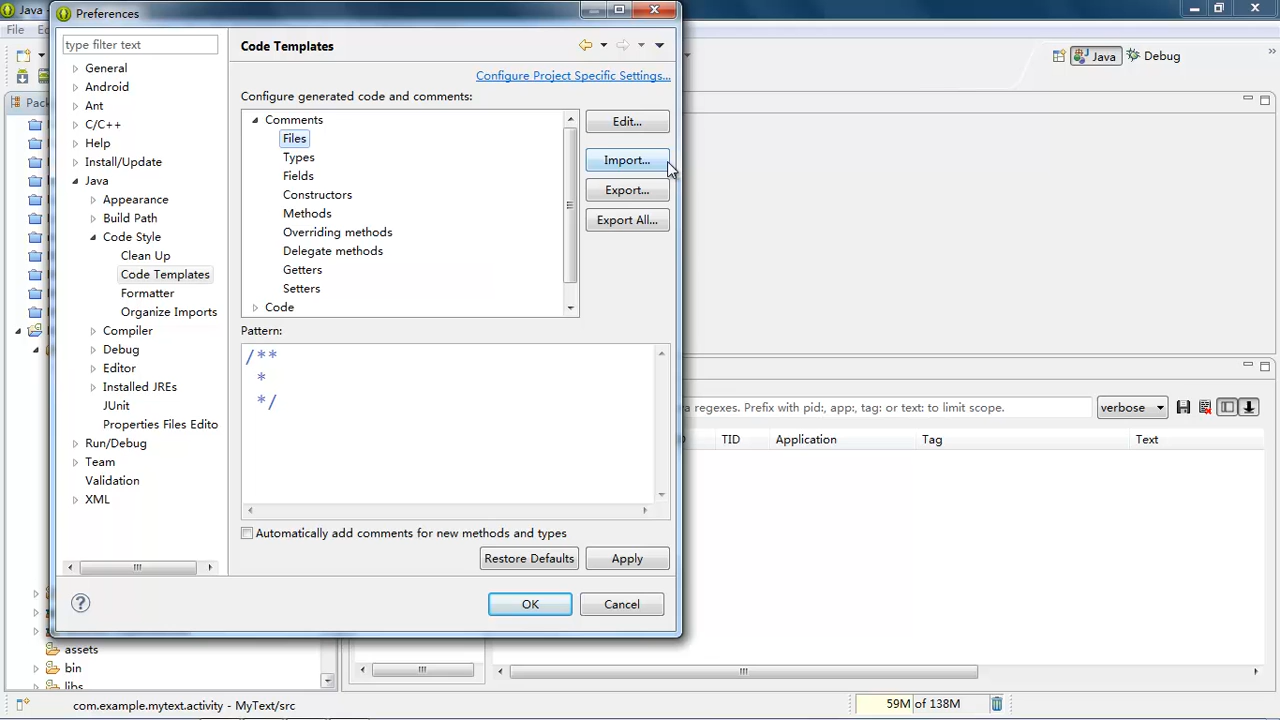 Java -
Preferences
File
type filter text
Code Templates
Configure Project Specific Settings...
Java
Debug
General
Android
Ant
C/C++
Help
Install/Update
Java
Appearance
Build Path
Code Style
Clean Up
Code Templates
Formatter
Organize Imports
Compiler
Debug
Editor
Installed JREs
JUnit
Properties Files Edito
Run/Debug
Team
Validation
XML
Configure generated code and comments:
Comments
Files
Types
Fields
Constructors
Methods
Overriding methods
Delegate methods
Getters
Setters
Code
Edit...
Import...
Export...
Export All...
Pattern:
/**
*
*/
Automatically add comments for new methods and types
Restore Defaults
Apply
OK
Cancel
Pack
a regexes. Prefix with pid:, app:, tag: or text: to limit scope.
verbose
TID
Application
Tag
Text
assets
bin
libs
com.example.mytext.activity - MyText/src
59M of 138M